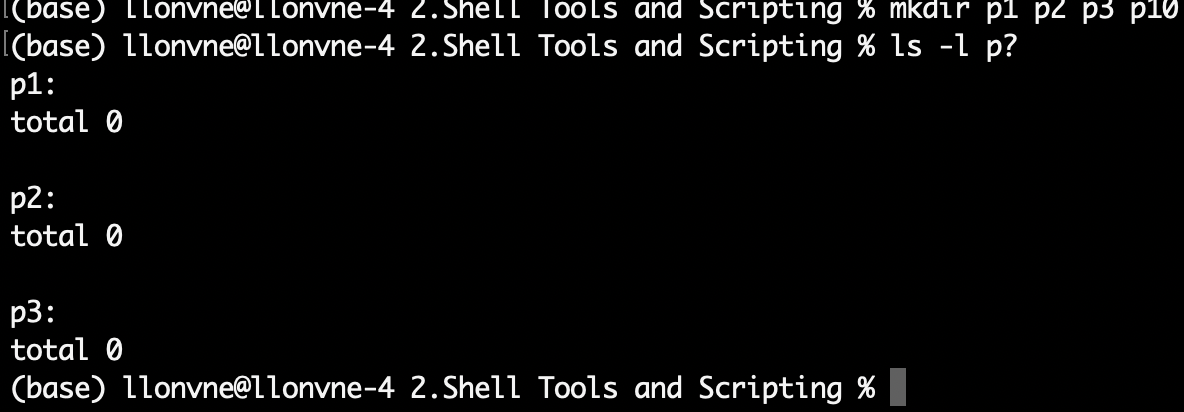 (base) llonvne@llonvne-4 2.Shell Tools and Scripting % mkdir p1 p2 p3 p10
[(base) llonvne@llonvne-4 2.Shell Tools and Scripting % ls -l p?
p1:
total 0
p2:
total 0
p3:
total 0
(base) llonvne@llonvne-4 2.Shell Tools and Scripting %